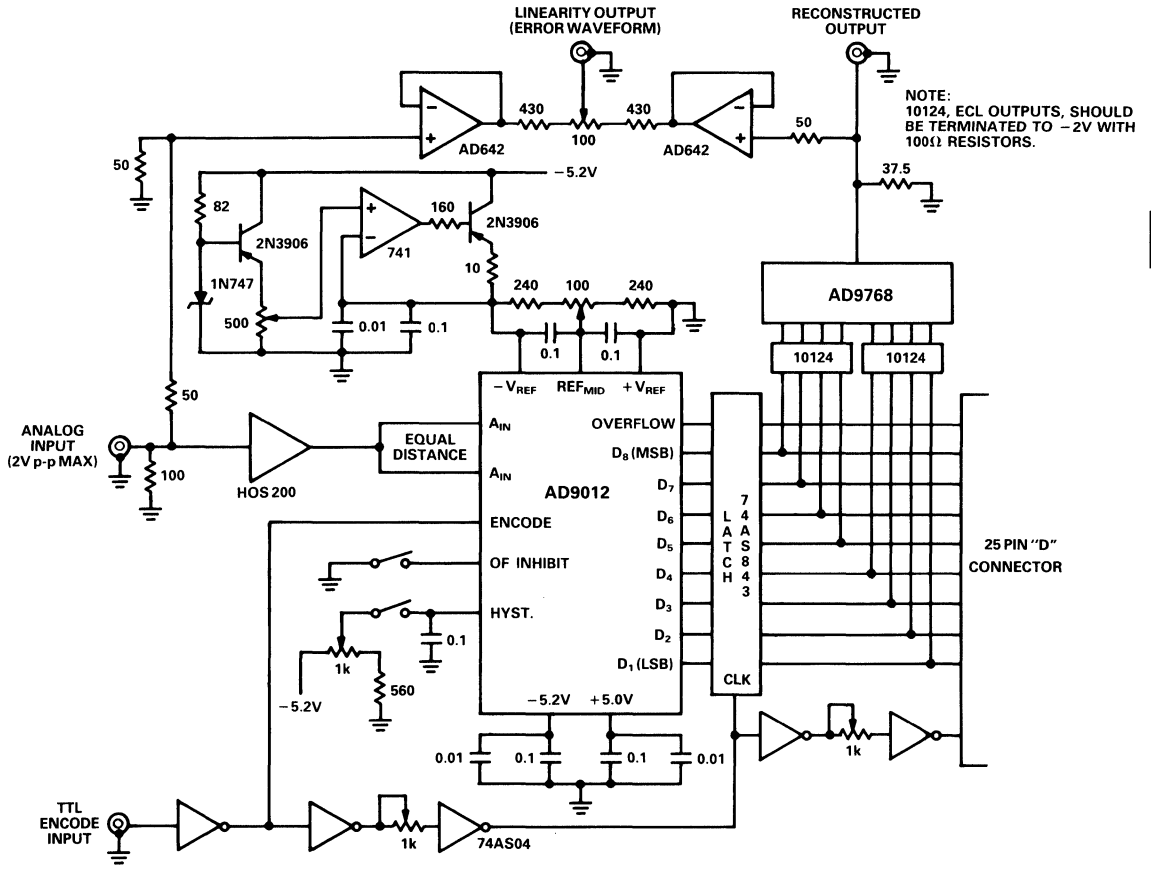 LINEARITY OUTPUT
(ERROR WAVEFORM)
RECONSTRUCTED
OUTPUT
NOTE:
10124, ECL OUTPUTS, SHOULD
BE TERMINATED TO −2V WITH
100Ω RESISTORS.
−
+
AD642
430
100
430
−
+
AD642
50
50
37.5
−5.2V
82
2N3906
+
−
741
160
2N3906
10
1N747
500
0.01
0.1
240
100
240
0.1
0.1
AD9768
10124
10124
50
−VREF
REFMID
+VREF
ANALOG
INPUT
(2V p-p MAX)
100
HOS200
EQUAL
DISTANCE
AIN
AIN
AD9012
ENCODE
OF INHIBIT
HYST.
OVERFLOW
D8 (MSB)
D7
D6
D5
D4
D3
D2
D1 (LSB)
LATCH
74AS843
CLK
25 PIN "D"
CONNECTOR
0.1
1k
560
−5.2V
−5.2V
+5.0V
0.01
0.1
0.1
0.01
1k
TTL
ENCODE
INPUT
1k
74AS04